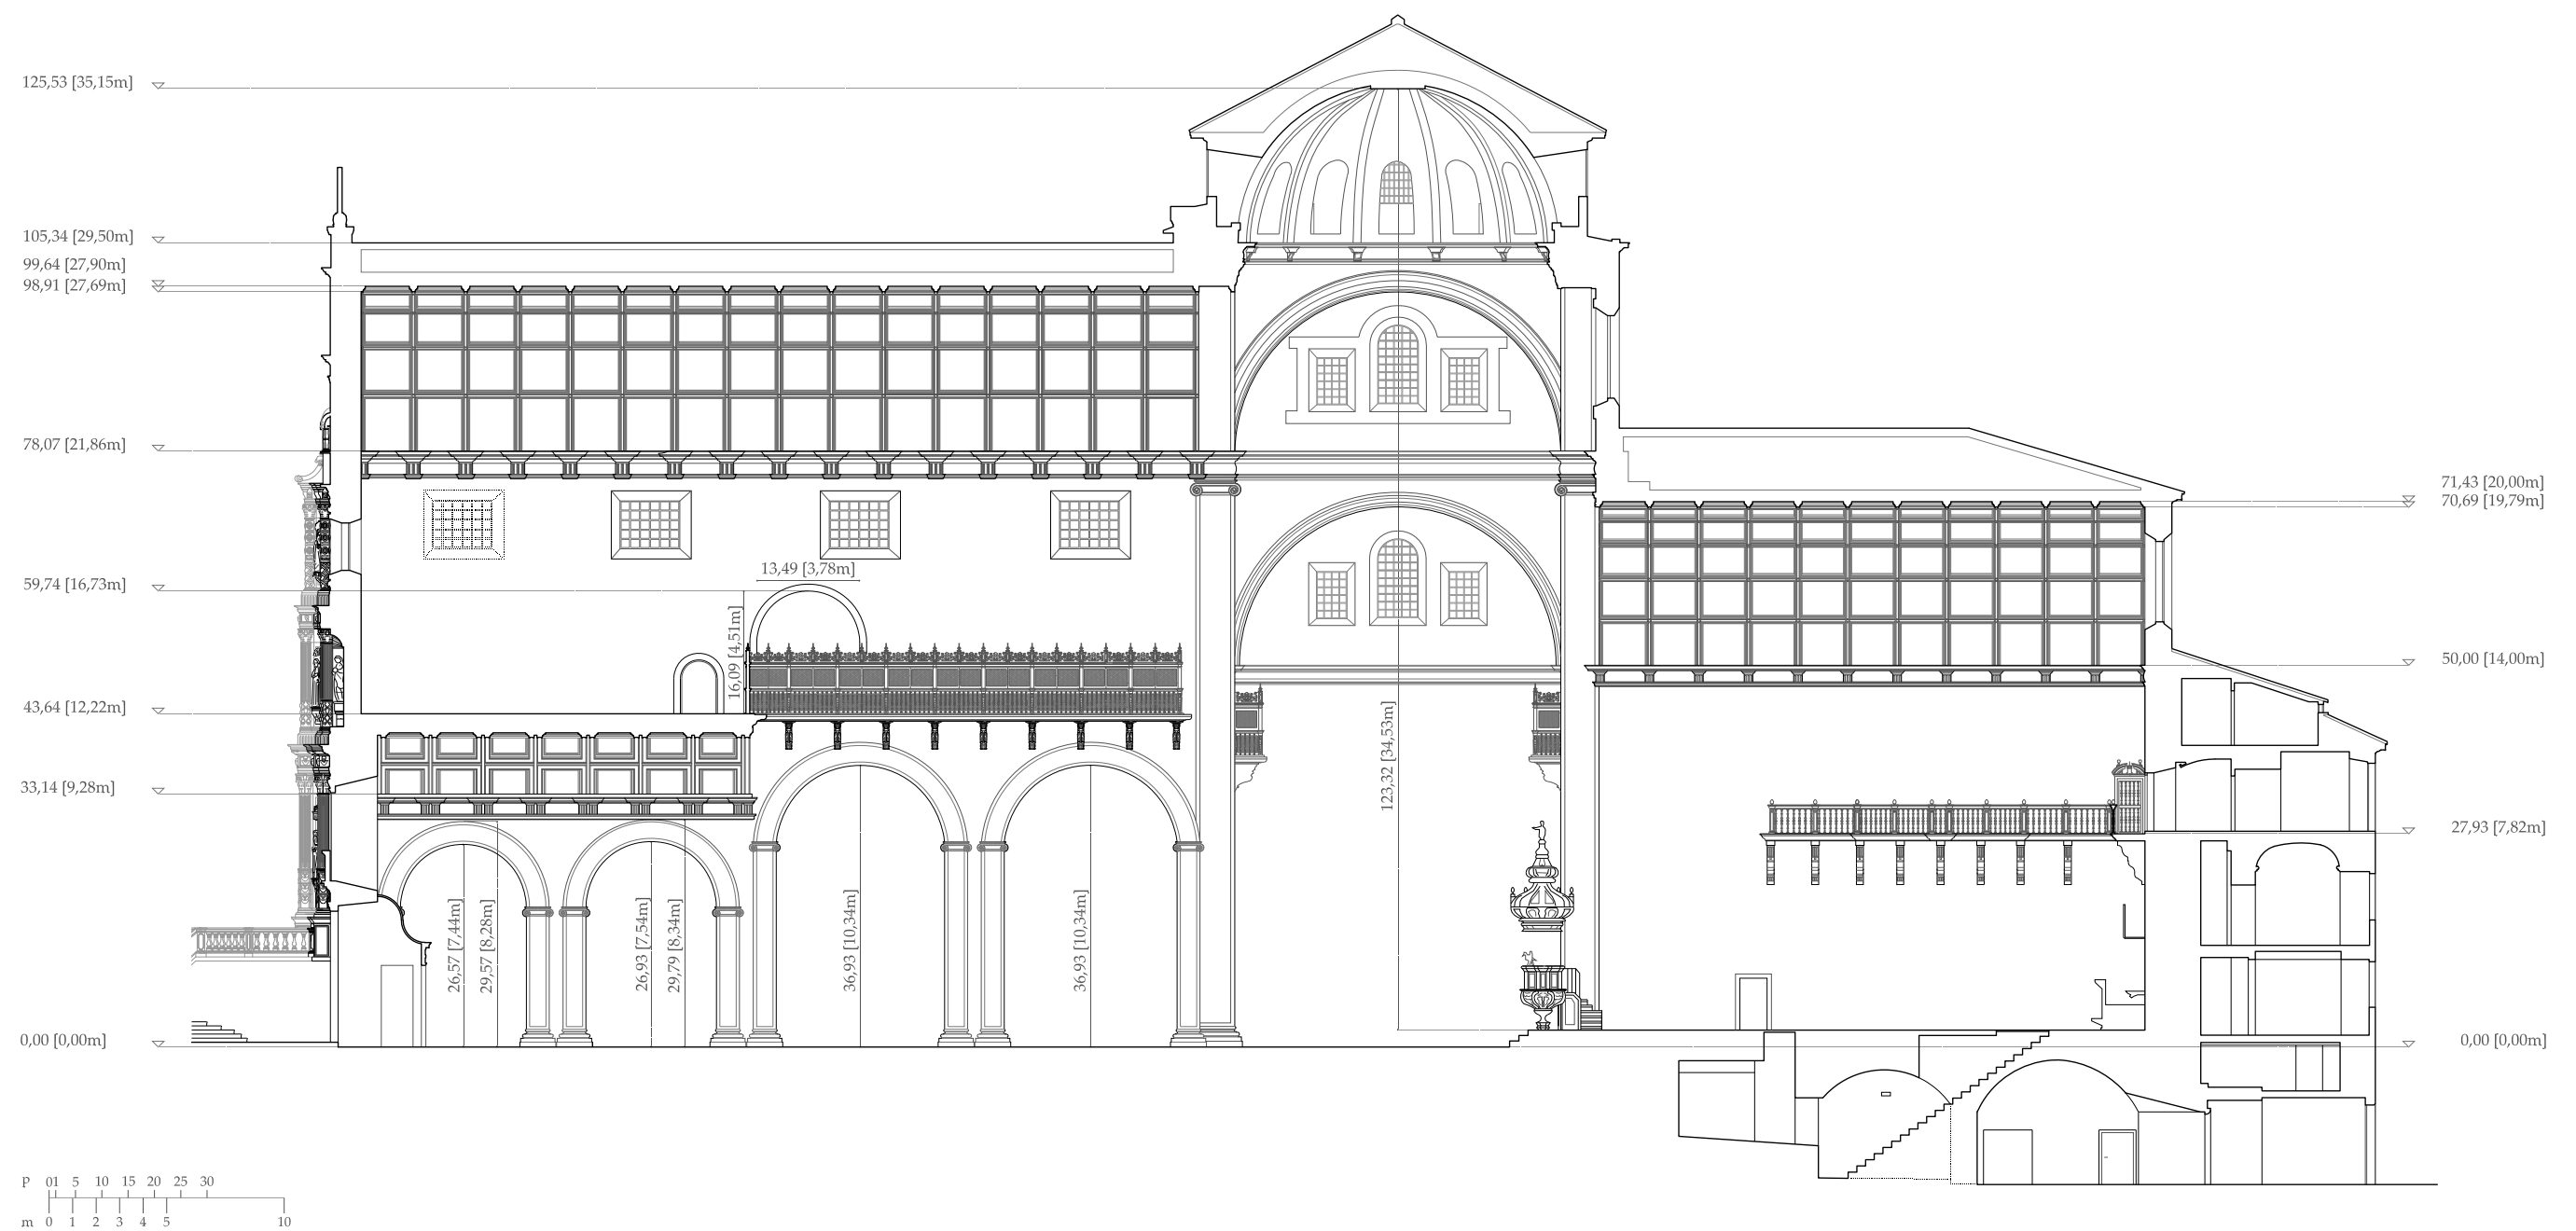 125,53 [35,15m]
105,34 [29,50m]
99,64 [27,90m]
98,91 [27,69m]
78,07 [21,86m]
71,43 [20,00m]
70,69 [19,79m]
59,74 [16,73m]
13,49 [3,78m]
16,09 [4,51m]
50,00 [14,00m]
43,64 [12,22m]
123,32 [34,53m]
33,14 [9,28m]
27,93 [7,82m]
26,57 [7,44m]
29,57 [8,28m]
26,93 [7,54m]
29,79 [8,34m]
36,93 [10,34m]
36,93 [10,34m]
0,00 [0,00m]
0,00 [0,00m]
P 01 5 10 15 20 25 30
m 0 1 2 3 4 5 10